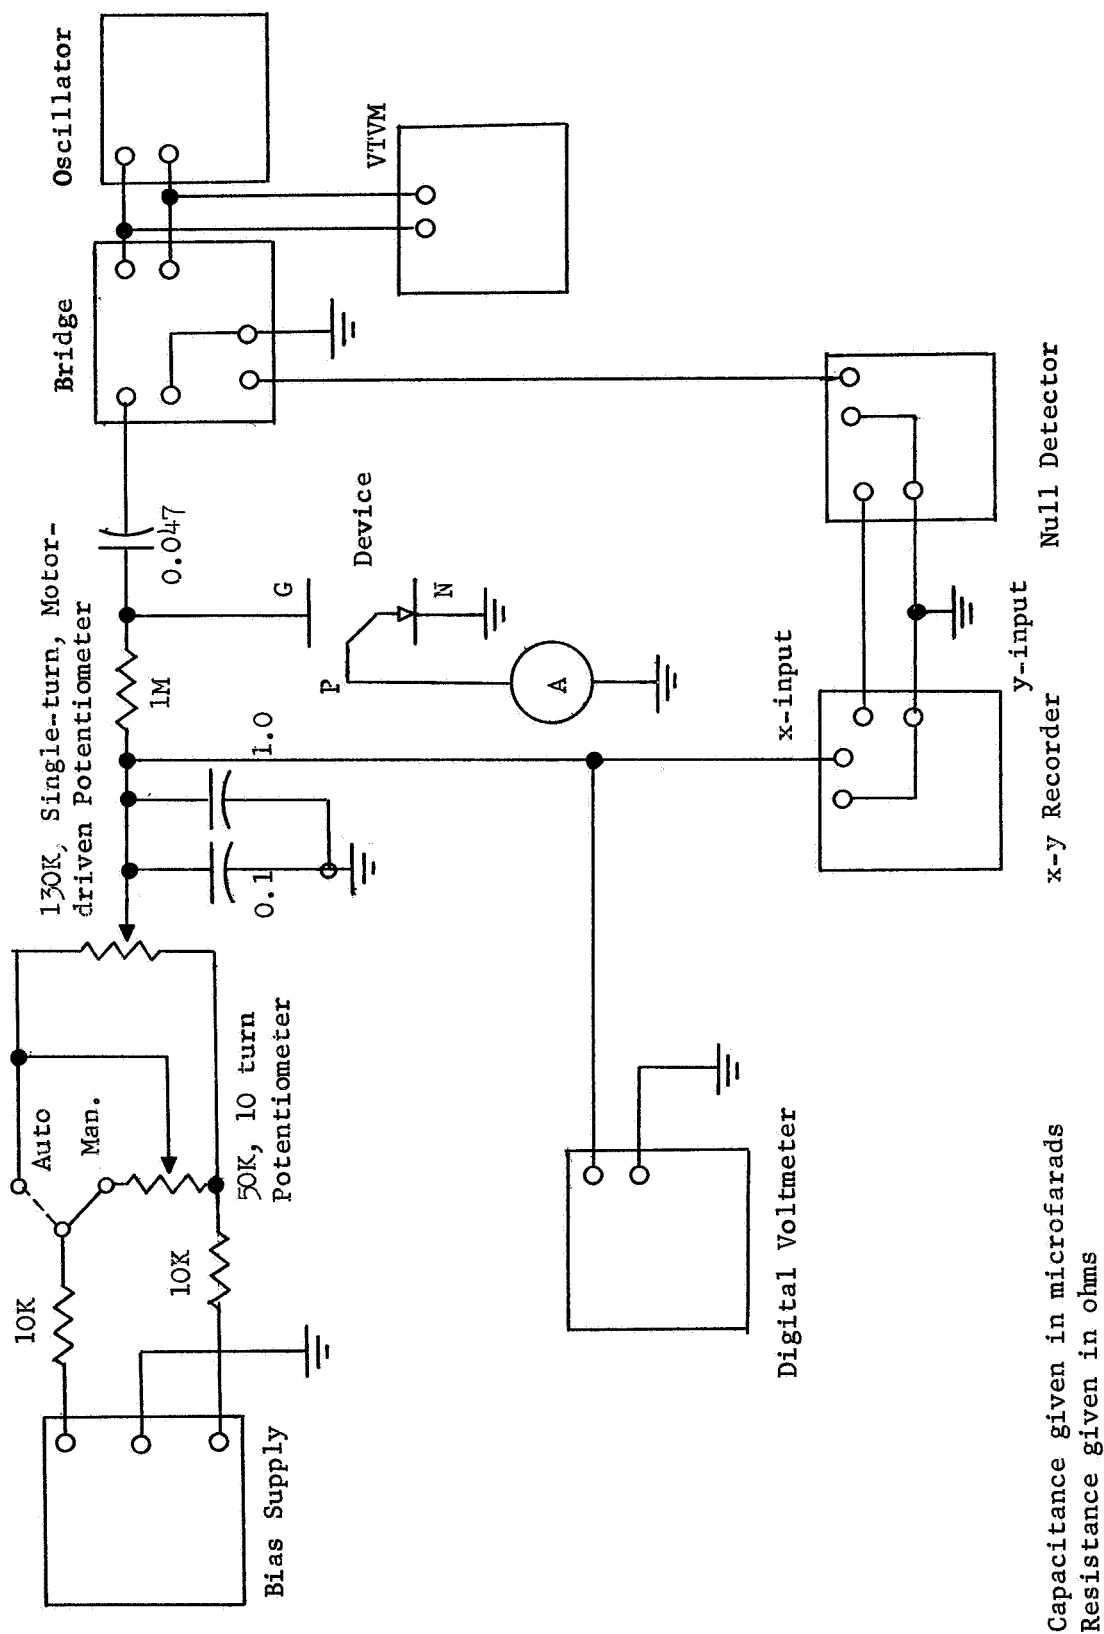 10K
Auto
Man.
10K
50K, 10 turn
Potentiometer
Bias Supply
130K, Single-turn, Motor-
driven Potentiometer
0.1
1.0
1M
0.047
G
Device
P
N
A
Bridge
Oscillator
VTVM
x-input
y-input
x-y Recorder
Null Detector
Digital Voltmeter
Capacitance given in microfarads
Resistance given in ohms